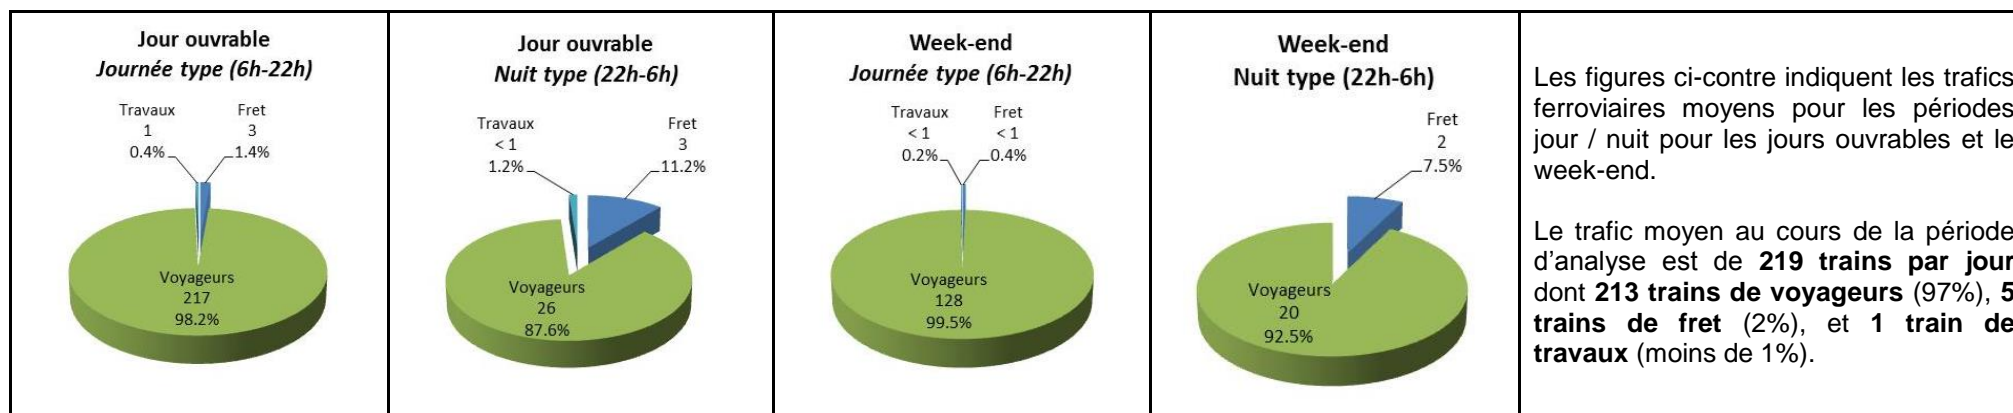 Jour ouvrable
Journée type (6h-22h)
Travaux
1
0.4%
Fret
3
1.4%
Voyageurs
217
98.2%
Jour ouvrable
Nuit type (22h-6h)
Travaux
< 1
1.2%
Fret
3
11.2%
Voyageurs
26
87.6%
Week-end
Journée type (6h-22h)
Travaux
< 1
0.2%
Fret
< 1
0.4%
Voyageurs
128
99.5%
Week-end
Nuit type (22h-6h)
Fret
2
7.5%
Voyageurs
20
92.5%
Les figures ci-contre indiquent les trafics
ferroviaires moyens pour les périodes
jour / nuit pour les jours ouvrables et le
week-end.
Le trafic moyen au cours de la période
d’analyse est de 219 trains par jour
dont 213 trains de voyageurs (97%), 5
trains de fret (2%), et 1 train de
travaux (moins de 1%).